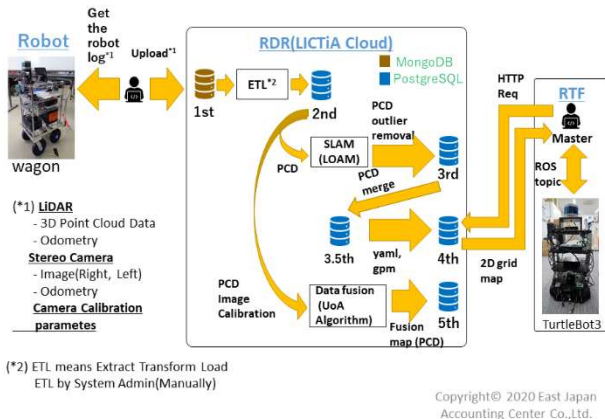 Robot
Get
the
robot
log*1
Upload*1
wagon
RDR(LICTiA Cloud)
MongoDB
PostgreSQL
1st
ETL*2
2nd
PCD
SLAM
(LOAM)
PCD
outlier
removal
3rd
PCD
merge
3.5th
yaml,
gpm
4th
PCD
Image
Calibration
Data fusion
(UoA
Algorithm)
Fusion
map (PCD)
5th
HTTP
Req
2D grid
map
RTF
Master
ROS
topic
TurtleBot3
(*1) LiDAR
- 3D Point Cloud Data
- Odometry
Stereo Camera
- Image(Right, Left)
- Odometry
Camera Calibration
parametes
(*2) ETL means Extract Transform Load
ETL by System Admin(Manually)
Copyright© 2020 East Japan
Accounting Center Co.,Ltd.